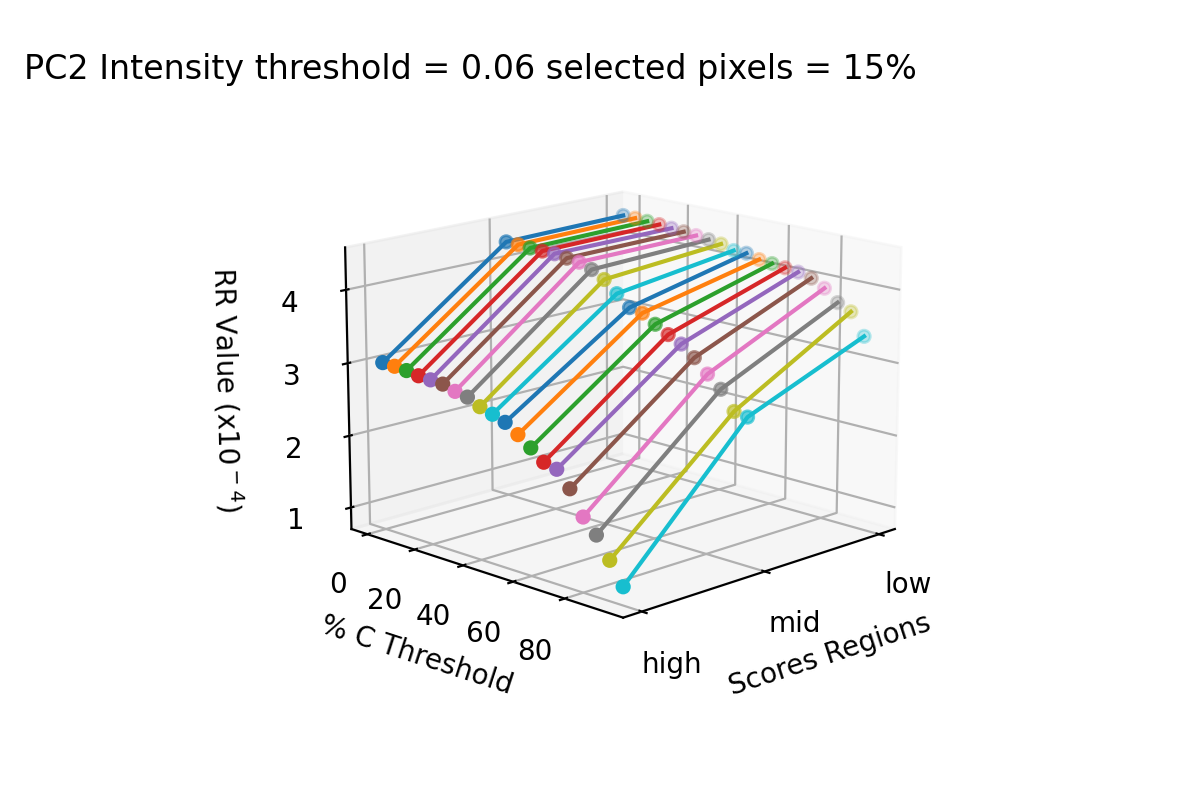 PC2 Intensity threshold = 0.06 selected pixels = 15%
4
3
2
1
RR Value (x10⁻⁴)
0
20
40
60
80
% C Threshold
high
mid
low
Scores Regions